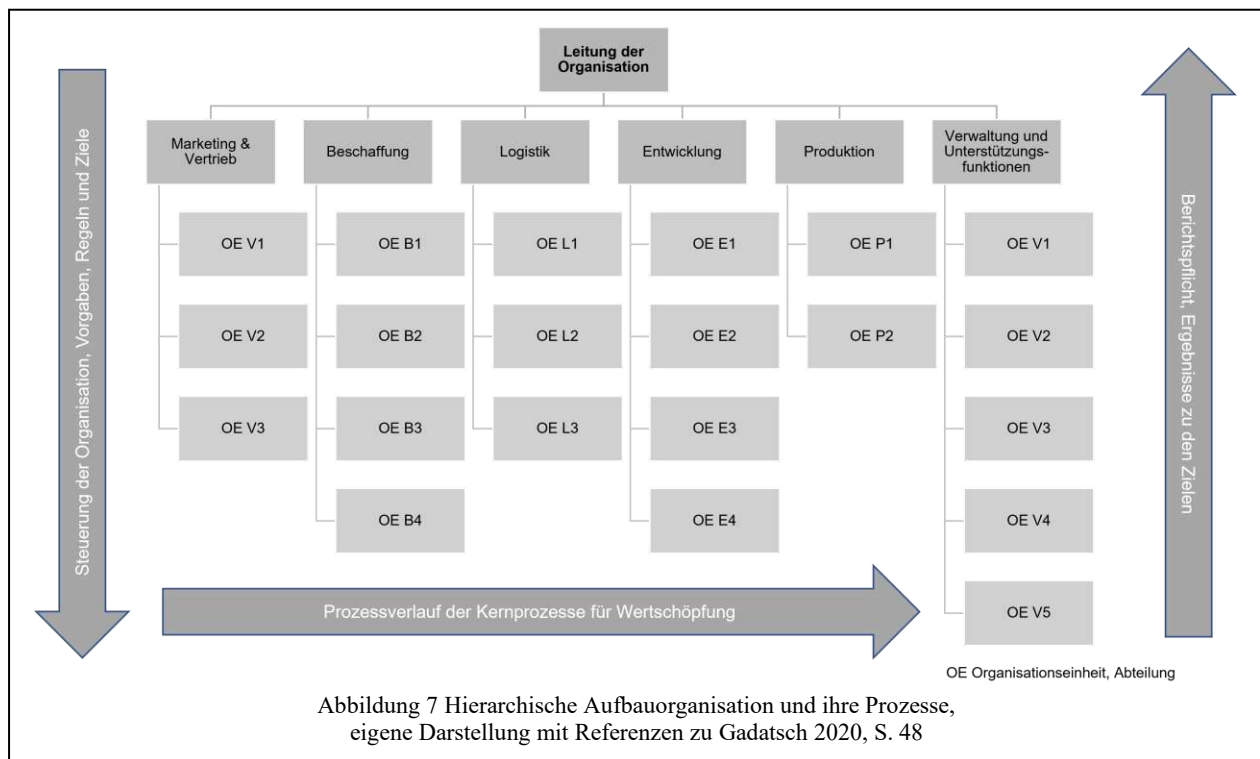 Leitung der
Organisation
Steuerung der Organisation, Vorgaben, Regeln und Ziele
Marketing &
Vertrieb
Beschaffung
Logistik
Entwicklung
Produktion
Verwaltung und
Unterstützungs-
funktionen
OE V1
OE B1
OE L1
OE E1
OE P1
OE V1
OE V2
OE B2
OE L2
OE E2
OE P2
OE V2
OE V3
OE B3
OE L3
OE E3
OE V3
OE B4
OE E4
OE V4
OE V5
Berichtspflicht, Ergebnisse zu den Zielen
Prozessverlauf der Kernprozesse für Wertschöpfung
OE Organisationseinheit, Abteilung
Abbildung 7 Hierarchische Aufbauorganisation und ihre Prozesse,
eigene Darstellung mit Referenzen zu Gadatsch 2020, S. 48